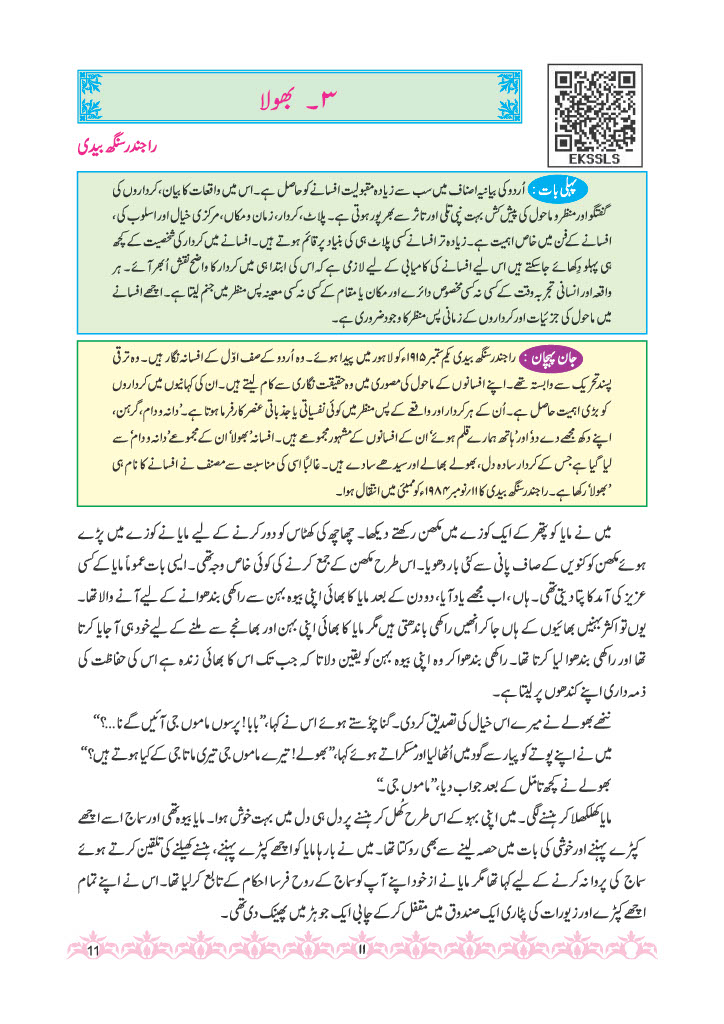 ۳۔ بھولا
EKSSLS
راجندر سنگھ بیدی
پہلی بات : اُردو کی بیانیہ اصناف میں سب سے زیادہ مقبولیت افسانے کو حاصل ہے۔ اس میں واقعات کا بیان، کرداروں کی
گفتگو اور منظر و ماحول کی پیش کش بہت نپی تلی اور تاثر سے بھرپور ہوتی ہے۔ پلاٹ، کردار، زمان و مکاں، مرکزی خیال اور اسلوب کی،
افسانے کے فن میں خاص اہمیت ہے۔ زیادہ تر افسانے کسی پلاٹ ہی کی بنیاد پر قائم ہوتے ہیں۔ افسانے میں کردار کی شخصیت کے کچھ
ہی پہلو دِکھائے جاسکتے ہیں اس لیے افسانے کی کامیابی کے لیے لازمی ہے کہ اس کی ابتدا ہی میں کردار کا واضح نقش اُبھر آئے۔ ہر
واقعہ اور انسانی تجربہ وقت کے کسی نہ کسی مخصوص دائرے اور مکان یا مقام کے کسی نہ کسی معینہ پس منظر میں جنم لیتا ہے۔ اچھے افسانے
میں ماحول کی جزئیات اور کرداروں کے زمانی پس منظر کا وجود ضروری ہے۔
جان پہچان : راجندر سنگھ بیدی یکم ستمبر ۱۹۱۵ء کو لاہور میں پیدا ہوئے۔ وہ اُردو کے صف اوّل کے افسانہ نگار ہیں۔ وہ ترقی
پسند تحریک سے وابستہ تھے۔ اپنے افسانوں کے ماحول کی مصوری میں وہ حقیقت نگاری سے کام لیتے ہیں۔ ان کی کہانیوں میں کرداروں
کو بڑی اہمیت حاصل ہے۔ اُن کے ہر کردار اور واقعے کے پس منظر میں کوئی نفسیاتی یا جذباتی عنصر کار فرما ہوتا ہے۔ ’دانہ و دام، گرہن،
اپنے دکھ مجھے دے دو‘ اور ’ہاتھ ہمارے قلم ہوئے‘ ان کے افسانوں کے مشہور مجموعے ہیں۔ افسانہ ’بھولا‘ ان کے مجموعے ’دانہ و دام‘ سے
لیا گیا ہے جس کے کردار سادہ دل، بھولے بھالے اور سیدھے سادے ہیں۔ غالباً اسی کی مناسبت سے مصنف نے افسانے کا نام ہی
’بھولا‘ رکھا ہے۔ راجندر سنگھ بیدی کا ۱۱؍ نومبر ۱۹۸۴ء کو ممبئی میں انتقال ہوا۔
میں نے مایا کو پتھر کے ایک کوزے میں مکھن رکھتے دیکھا۔ چھاچھ کی کھٹاس کو دور کرنے کے لیے مایا نے کوزے میں پڑے
ہوئے مکھن کو کنویں کے صاف پانی سے کئی بار دھویا۔ اس طرح مکھن کے جمع کرنے کی کوئی خاص وجہ تھی۔ ایسی بات عموماً مایا کے کسی
عزیز کی آمد کا پتا دیتی تھی۔ ہاں، اب مجھے یاد آیا، دو دن کے بعد مایا کا بھائی اپنی بیوہ بہن سے راکھی بندھوانے کے لیے آنے والا تھا۔
یوں تو اکثر بہنیں بھائیوں کے ہاں جاکر انھیں راکھی باندھتی ہیں مگر مایا کا بھائی اپنی بہن اور بھانجے سے ملنے کے لیے خود ہی آجایا کرتا
تھا اور راکھی بندھوا لیا کرتا تھا۔ راکھی بندھوا کر وہ اپنی بیوہ بہن کو یقین دلاتا کہ جب تک اس کا بھائی زندہ ہے اس کی حفاظت کی
ذمہ داری اپنے کندھوں پر لیتا ہے۔
ننھے بھولے نے میرے اس خیال کی تصدیق کردی۔ گنا چوٗستے ہوئے اس نے کہا، ”بابا! پرسوں ماموں جی آئیں گے نا...؟“
میں نے اپنے پوتے کو پیار سے گود میں اُٹھا لیا اور مسکراتے ہوئے کہا، ”بھولے! تیرے ماموں جی تیری ماتا جی کے کیا ہوتے ہیں؟“
بھولے نے کچھ تامّل کے بعد جواب دیا، ”ماموں جی۔“
مایا کھلکھلا کر ہنسنے لگی۔ میں اپنی بہو کے اس طرح کُھل کر ہنسنے پر دل ہی دل میں بہت خوش ہوا۔ مایا بیوہ تھی اور سماج اسے اچھے
کپڑے پہننے اور خوشی کی بات میں حصہ لینے سے بھی روکتا تھا۔ میں نے بارہا مایا کو اچھے کپڑے پہننے، ہنسنے کھیلنے کی تلقین کرتے ہوئے
سماج کی پروا نہ کرنے کے لیے کہا تھا مگر مایا نے از خود اپنے آپ کو سماج کے روح فرسا احکام کے تابع کرلیا تھا۔ اس نے اپنے تمام
اچھے کپڑے اور زیورات کی پٹاری ایک صندوق میں مقفل کرکے چابی ایک جوہڑ میں پھینک دی تھی۔
۱۱
11